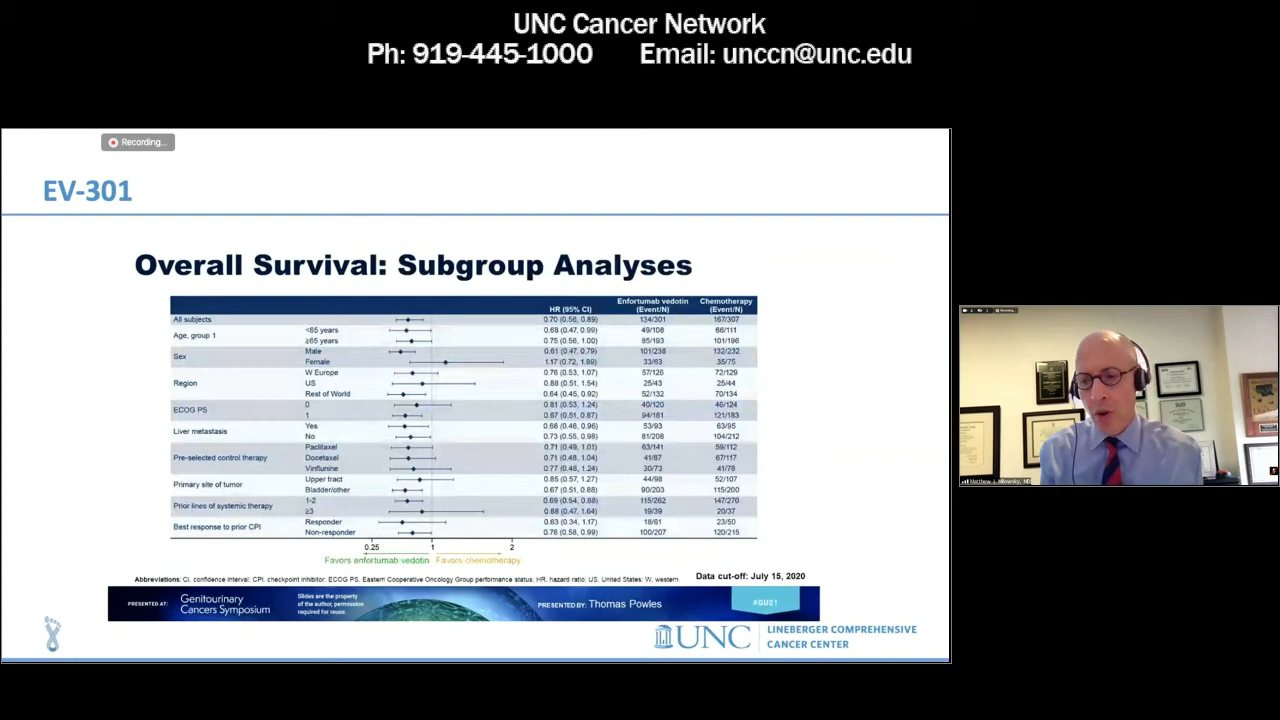 UNC Cancer Network
Ph: 919-445-1000 Email: unccn@unc.edu
Recording...
EV-301
Overall Survival: Subgroup Analyses
HR (95% CI) Enfortumab vedotin (Event/N) Chemotherapy (Event/N)
All subjects 0.70 (0.56, 0.89) 134/301 167/307
Age, group 1 <65 years 0.68 (0.47, 0.99) 49/108 66/111
≥65 years 0.75 (0.56, 1.00) 85/193 101/196
Sex Male 0.61 (0.47, 0.79) 101/238 132/232
Female 1.17 (0.72, 1.89) 33/63 35/75
Region W Europe 0.76 (0.53, 1.07) 57/126 72/129
US 0.88 (0.51, 1.54) 25/43 25/44
Rest of World 0.64 (0.45, 0.92) 52/132 70/134
ECOG PS 0 0.81 (0.53, 1.24) 40/120 46/124
1 0.67 (0.51, 0.87) 94/181 121/183
Liver metastasis Yes 0.66 (0.46, 0.96) 53/93 63/95
No 0.73 (0.55, 0.98) 81/208 104/212
Pre-selected control therapy Paclitaxel 0.71 (0.49, 1.01) 63/141 59/112
Docetaxel 0.71 (0.48, 1.04) 41/87 67/117
Vinflunine 0.77 (0.48, 1.24) 30/73 41/78
Primary site of tumor Upper tract 0.85 (0.57, 1.27) 44/98 52/107
Bladder/other 0.67 (0.51, 0.88) 90/203 115/200
Prior lines of systemic therapy 1-2 0.69 (0.54, 0.88) 115/262 147/270
≥3 0.88 (0.47, 1.64) 19/39 20/37
Best response to prior CPI Responder 0.63 (0.34, 1.17) 18/61 23/50
Non-responder 0.76 (0.58, 0.99) 100/207 120/215
0.25 1 2
Favors enfortumab vedotin Favors chemotherapy
Abbreviations: CI, confidence interval; CPI, checkpoint inhibitor; ECOG PS, Eastern Cooperative Oncology Group performance status; HR, hazard ratio; US, United States; W, western.
Data cut-off: July 15, 2020
PRESENTED AT: Genitourinary Cancers Symposium
Slides are the property
of the author, permission
required for reuse.
PRESENTED BY: Thomas Powles
#GU21
UNC LINEBERGER COMPREHENSIVE
CANCER CENTER
Matthew I. Milowsky, MD